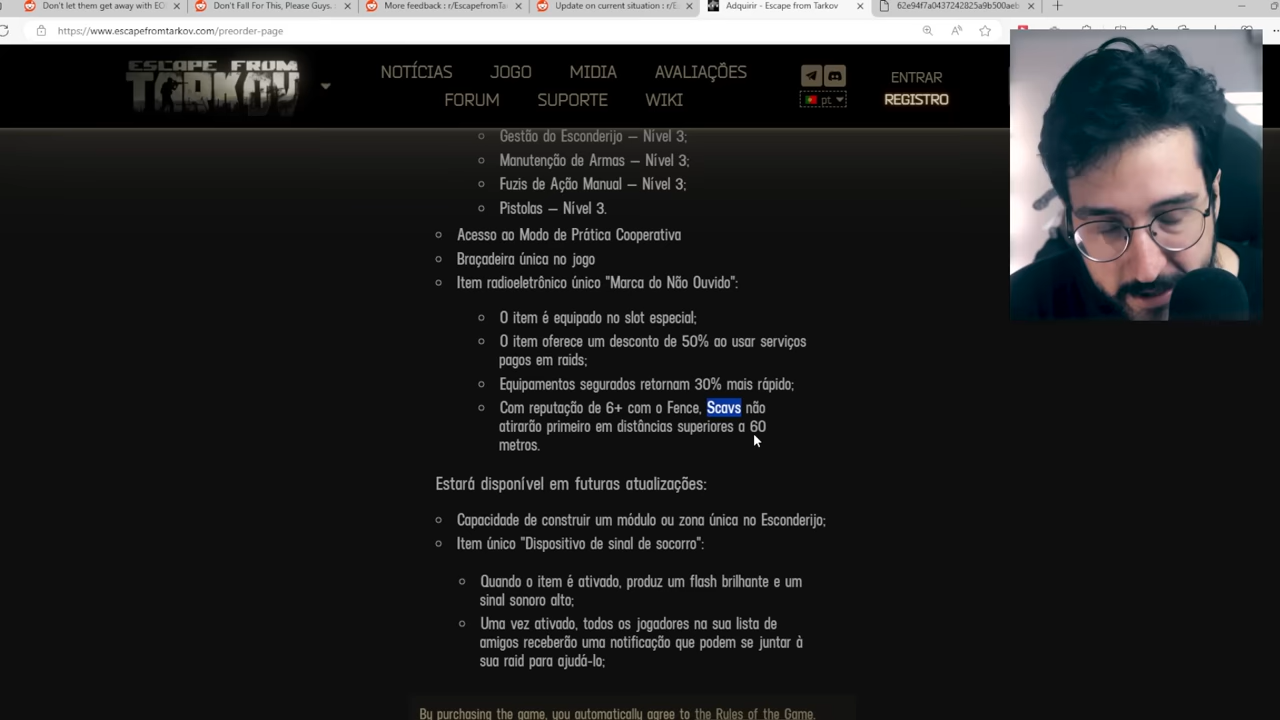 Don't let them get away with EO
Don't Fall For This, Please Guys.
More feedback : r/EscapefromTa
Update on current situation : r/E
Adquirir - Escape from Tarkov
62e94f7a0437242825a9b500aeb
https://www.escapefromtarkov.com/preorder-page
ESCAPE FROM
TARKOV
NOTÍCIAS JOGO MIDIA AVALIAÇÕES
FORUM SUPORTE WIKI
pt
ENTRAR
REGISTRO
Gestão do Esconderijo – Nível 3;
Manutenção de Armas – Nível 3;
Fuzis de Ação Manual – Nível 3;
Pistolas – Nível 3.
Acesso ao Modo de Prática Cooperativa
Braçadeira única no jogo
Item radioeletrônico único "Marca do Não Ouvido":
O item é equipado no slot especial;
O item oferece um desconto de 50% ao usar serviços
pagos em raids;
Equipamentos segurados retornam 30% mais rápido;
Com reputação de 6+ com o Fence, Scavs não
atirarão primeiro em distâncias superiores a 60
metros.
Estará disponível em futuras atualizações:
Capacidade de construir um módulo ou zona única no Esconderijo;
Item único "Dispositivo de sinal de socorro":
Quando o item é ativado, produz um flash brilhante e um
sinal sonoro alto;
Uma vez ativado, todos os jogadores na sua lista de
amigos receberão uma notificação que podem se juntar à
sua raid para ajudá-lo;
By purchasing the game, you automatically agree to the Rules of the Game.